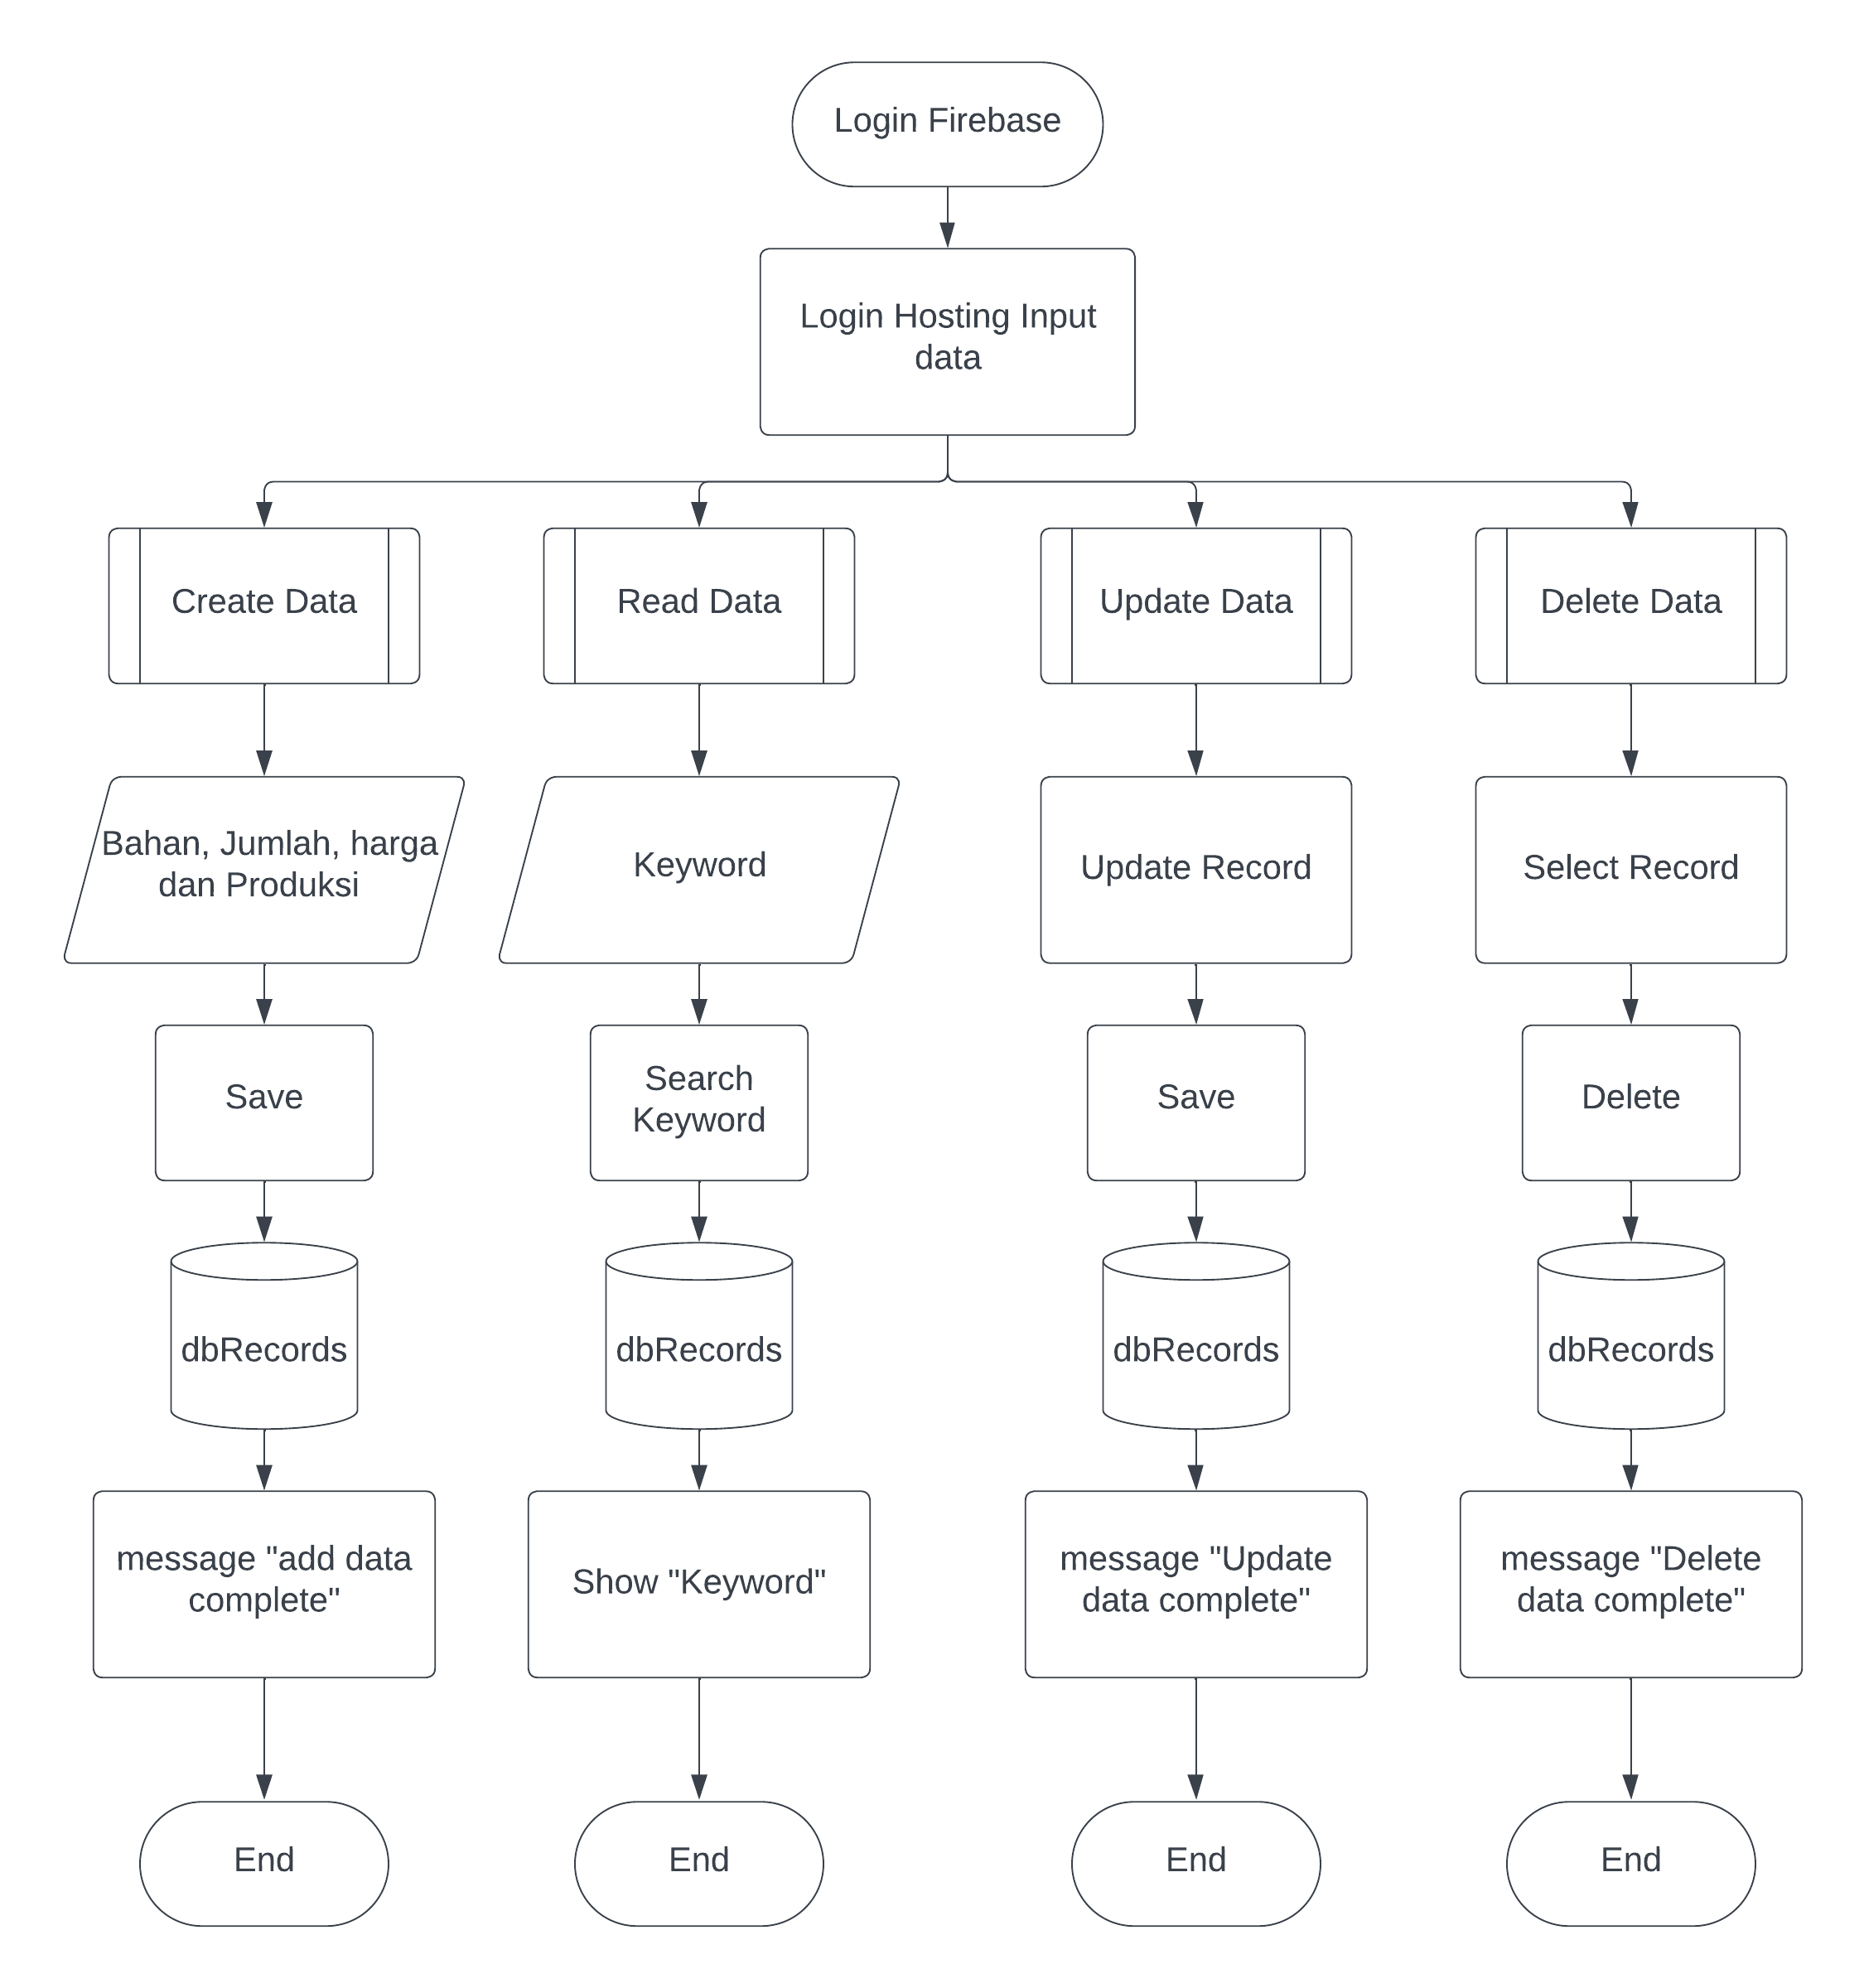 Login Firebase
Login Hosting Input
data
Create Data
Read Data
Update Data
Delete Data
Bahan, Jumlah, harga
dan Produksi
Keyword
Update Record
Select Record
Save
Search
Keyword
Save
Delete
dbRecords
dbRecords
dbRecords
dbRecords
message "add data
complete"
Show "Keyword"
message "Update
data complete"
message "Delete
data complete"
End
End
End
End